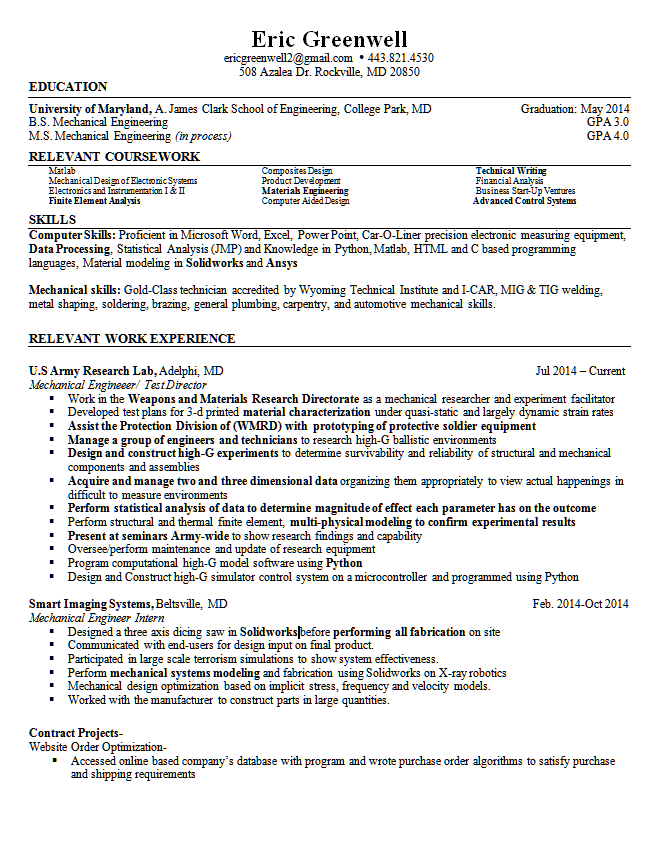 Eric Greenwell
ericgreenwell2@gmail.com • 443.821.4530
508 Azalea Dr. Rockville, MD 20850
EDUCATION
University of Maryland, A. James Clark School of Engineering, College Park, MD Graduation: May 2014
B.S. Mechanical Engineering GPA 3.0
M.S. Mechanical Engineering (in process) GPA 4.0
RELEVANT COURSEWORK
Matlab Composites Design Technical Writing
Mechanical Design of Electronic Systems Product Development Financial Analysis
Electronics and Instrumentation I & II Materials Engineering Business Start-Up Ventures
Finite Element Analysis Computer Aided Design Advanced Control Systems
SKILLS
Computer Skills: Proficient in Microsoft Word, Excel, PowerPoint, Car-O-Liner precision electronic measuring equipment,
Data Processing, Statistical Analysis (JMP) and Knowledge in Python, Matlab, HTML and C based programming
languages, Material modeling in Solidworks and Ansys
Mechanical skills: Gold-Class technician accredited by Wyoming Technical Institute and I-CAR, MIG & TIG welding,
metal shaping, soldering, brazing, general plumbing, carpentry, and automotive mechanical skills.
RELEVANT WORK EXPERIENCE
U.S Army Research Lab, Adelphi, MD Jul 2014 – Current
Mechanical Engineeer/ Test Director
▪ Work in the Weapons and Materials Research Directorate as a mechanical researcher and experiment facilitator
▪ Developed test plans for 3-d printed material characterization under quasi-static and largely dynamic strain rates
▪ Assist the Protection Division of (WMRD) with prototyping of protective soldier equipment
▪ Manage a group of engineers and technicians to research high-G ballistic environments
▪ Design and construct high-G experiments to determine survivability and reliability of structural and mechanical
components and assemblies
▪ Acquire and manage two and three dimensional data organizing them appropriately to view actual happenings in
difficult to measure environments
▪ Perform statistical analysis of data to determine magnitude of effect each parameter has on the outcome
▪ Perform structural and thermal finite element, multi-physical modeling to confirm experimental results
▪ Present at seminars Army-wide to show research findings and capability
▪ Oversee/perform maintenance and update of research equipment
▪ Program computational high-G model software using Python
▪ Design and Construct high-G simulator control system on a microcontroller and programmed using Python
Smart Imaging Systems, Beltsville, MD Feb. 2014-Oct 2014
Mechanical Engineer Intern
▪ Designed a three axis dicing saw in Solidworks before performing all fabrication on site
▪ Communicated with end-users for design input on final product.
▪ Participated in large scale terrorism simulations to show system effectiveness.
▪ Perform mechanical systems modeling and fabrication using Solidworks on X-ray robotics
▪ Mechanical design optimization based on implicit stress, frequency and velocity models.
▪ Worked with the manufacturer to construct parts in large quantities.
Contract Projects-
Website Order Optimization-
▪ Accessed online based company’s database with program and wrote purchase order algorithms to satisfy purchase
and shipping requirements